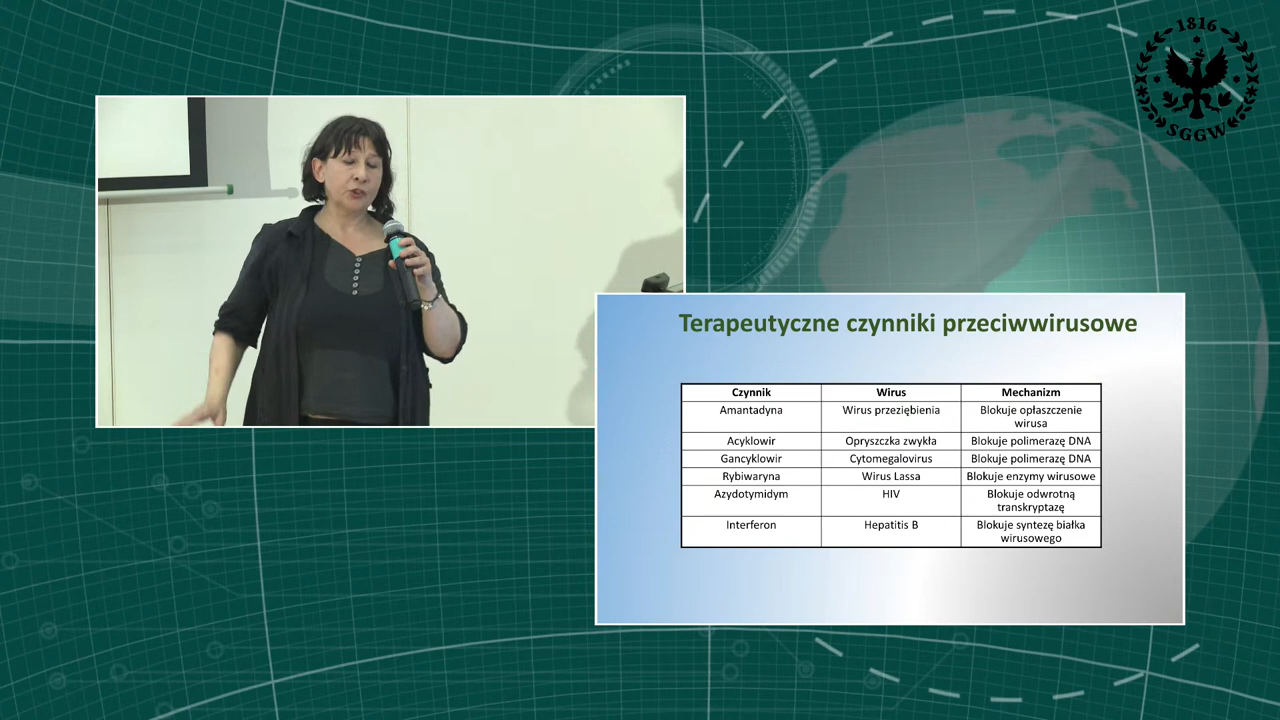 1816
SGGW
Terapeutyczne czynniki przeciwwirusowe
Czynnik Wirus Mechanizm
Amantadyna Wirus przeziębienia Blokuje opłaszczenie
wirusa
Acyklowir Opryszczka zwykła Blokuje polimerazę DNA
Gancyklowir Cytomegalovirus Blokuje polimerazę DNA
Rybiwaryna Wirus Lassa Blokuje enzymy wirusowe
Azydotymidym HIV Blokuje odwrotną
transkryptazę
Interferon Hepatitis B Blokuje syntezę białka
wirusowego